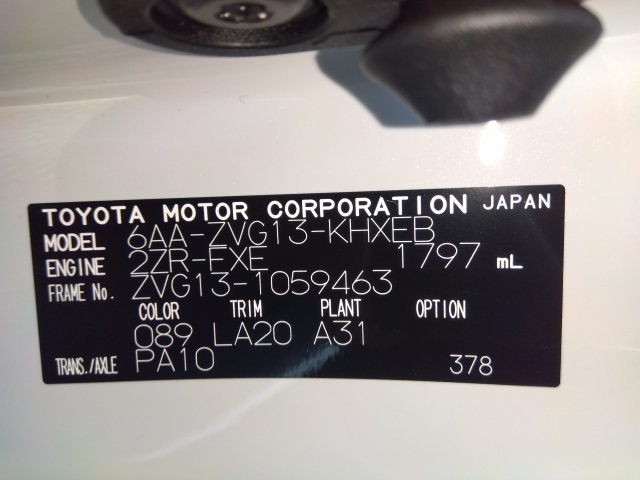 TOYOTA MOTOR CORPORATION JAPAN
MODEL 6AA-ZVG13-KHXEB
ENGINE 2ZR-EXE 1797 mL
FRAME No. ZVG13-1059463
COLOR TRIM PLANT OPTION
089 LA20 A31
TRANS./AXLE PA10 378